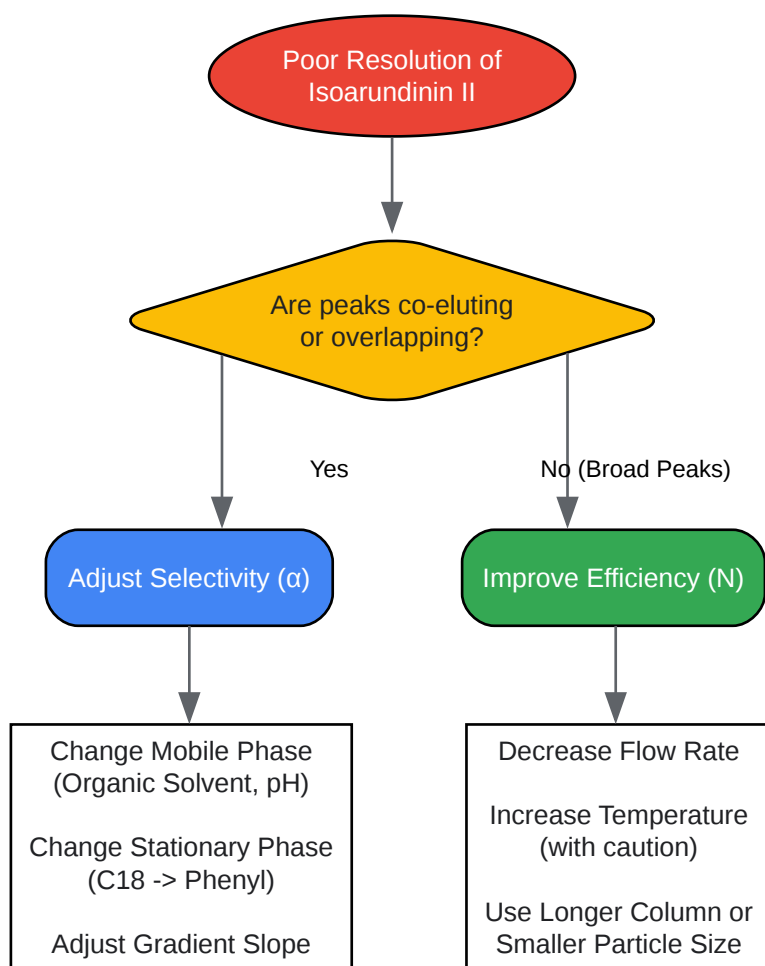 Poor Resolution of
Isoarundinin II
Are peaks co-eluting
or overlapping?
Yes
No (Broad Peaks)
Adjust Selectivity (α)
Improve Efficiency (N)
Change Mobile Phase
(Organic Solvent, pH)
Change Stationary Phase
(C18 -> Phenyl)
Adjust Gradient Slope
Decrease Flow Rate
Increase Temperature
(with caution)
Use Longer Column or
Smaller Particle Size